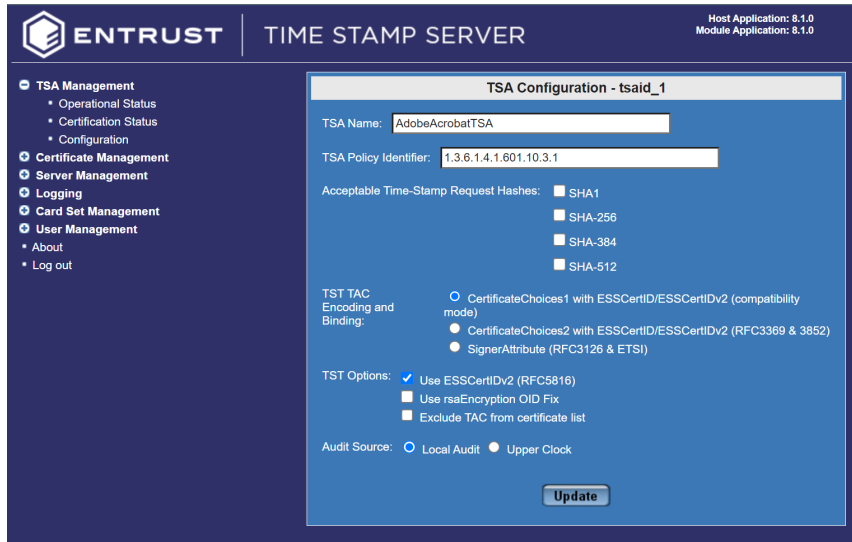 ENTRUST
TIME STAMP SERVER
Host Application: 8.1.0
Module Application: 8.1.0
TSA Management
Operational Status
Certification Status
Configuration
Certificate Management
Server Management
Logging
Card Set Management
User Management
About
Log out
TSA Configuration - tsaid_1
TSA Name: AdobeAcrobatTSA
TSA Policy Identifier: 1.3.6.1.4.1.601.10.3.1
Acceptable Time-Stamp Request Hashes: SHA1
SHA-256
SHA-384
SHA-512
TST TAC
Encoding and
Binding:
CertificateChoices1 with ESSCertID/ESSCertIDv2 (compatibility
mode)
CertificateChoices2 with ESSCertID/ESSCertIDv2 (RFC3369 & 3852)
SignerAttribute (RFC3126 & ETSI)
TST Options: Use ESSCertIDv2 (RFC5816)
Use rsaEncryption OID Fix
Exclude TAC from certificate list
Audit Source: Local Audit Upper Clock
Update